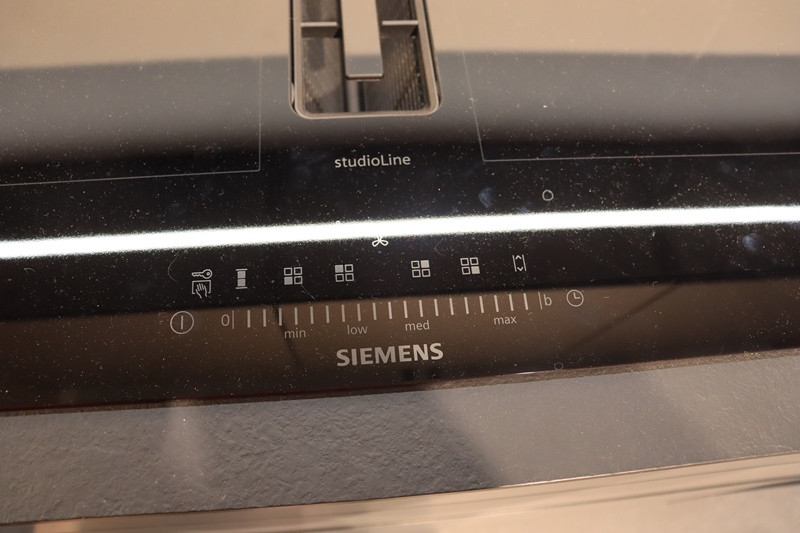 studioLine
0 b
min low med max
SIEMENS